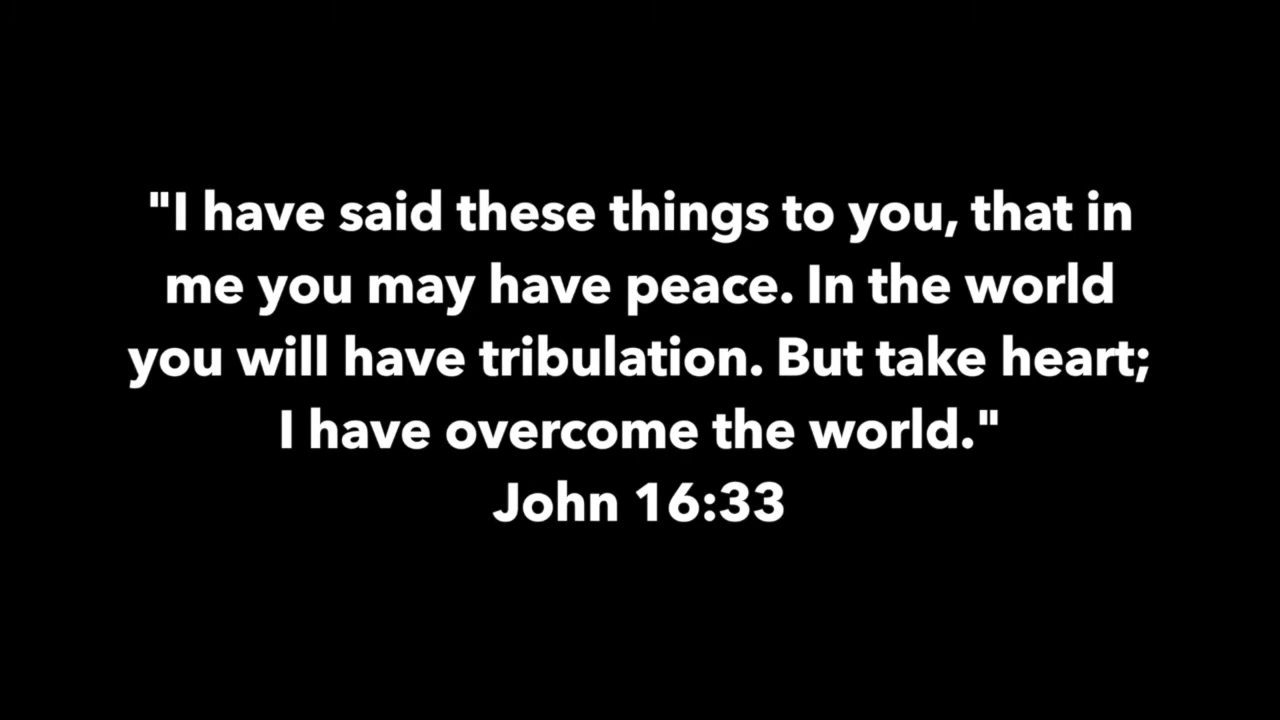 "I have said these things to you, that in
me you may have peace. In the world
you will have tribulation. But take heart;
I have overcome the world."
John 16:33